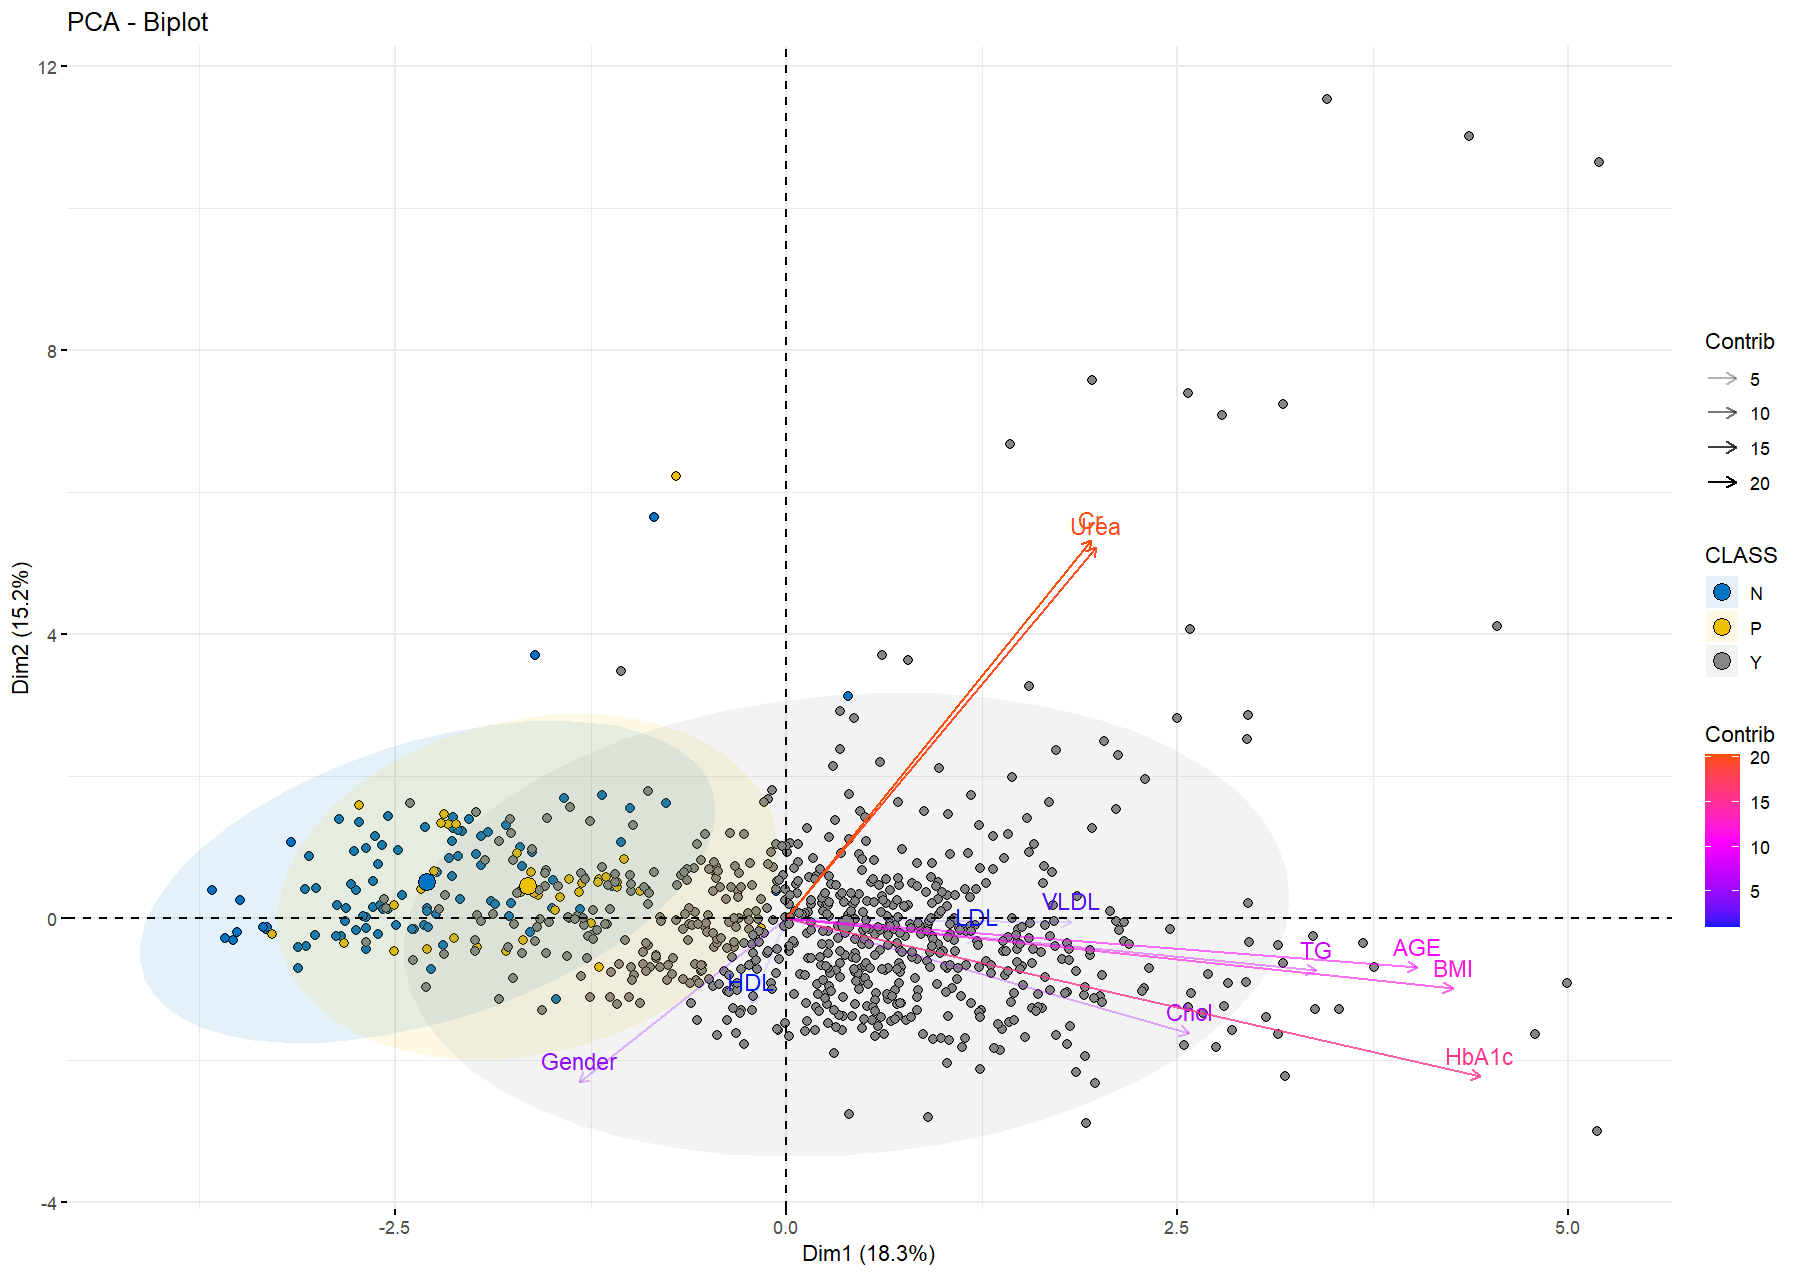 PCA - Biplot
12
8
4
0
-4
Dim2 (15.2%)
-2.5
0.0
2.5
5.0
Dim1 (18.3%)
Cr
Urea
VLDL
LDL
TG
AGE
BMI
HDL
Chol
HbA1c
Gender
Contrib
5
10
15
20
CLASS
N
P
Y
Contrib
20
15
10
5